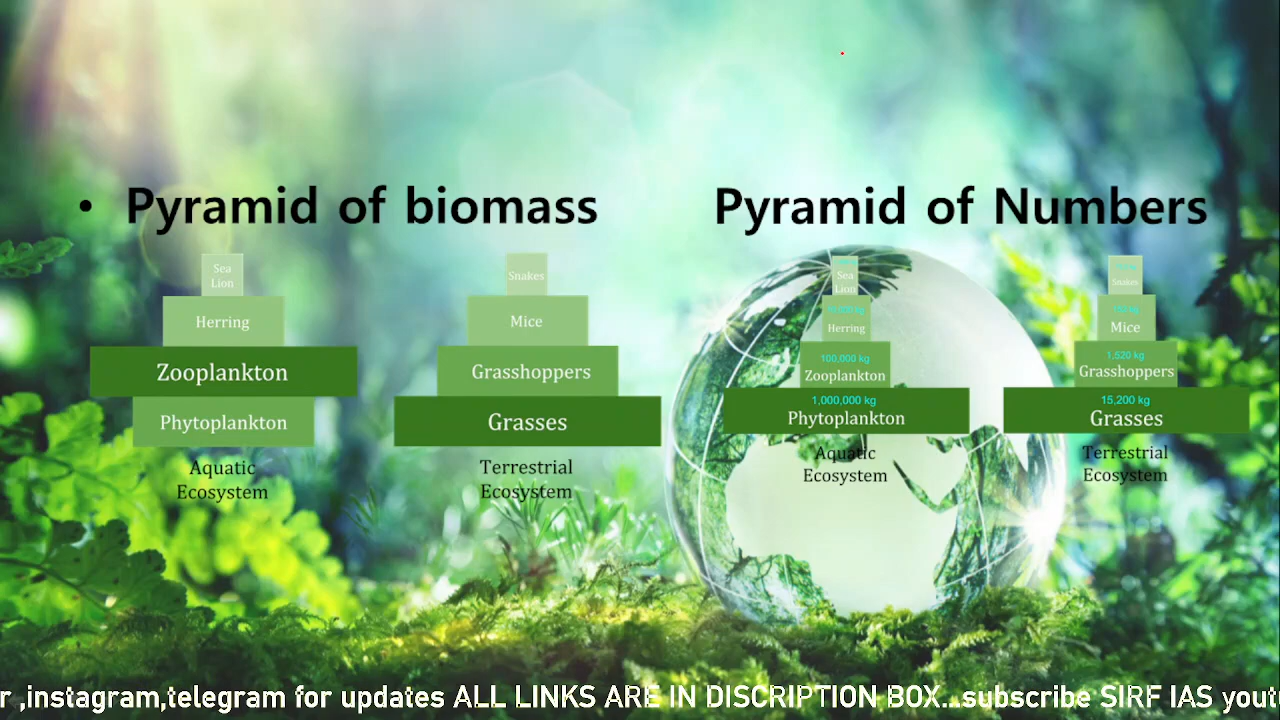 • Pyramid of biomass
Sea
Lion
Herring
Zooplankton
Phytoplankton
Aquatic
Ecosystem
Snakes
Mice
Grasshoppers
Grasses
Terrestrial
Ecosystem
Pyramid of Numbers
Sea
Lion
Herring
100,000 kg
Zooplankton
1,000,000 kg
Phytoplankton
Aquatic
Ecosystem
Snakes
Mice
1,520 kg
Grasshoppers
15,200 kg
Grasses
Terrestrial
Ecosystem
r ,instagram,telegram for updates ALL LINKS ARE IN DISCRIPTION BOX...subscribe SIRF IAS yout